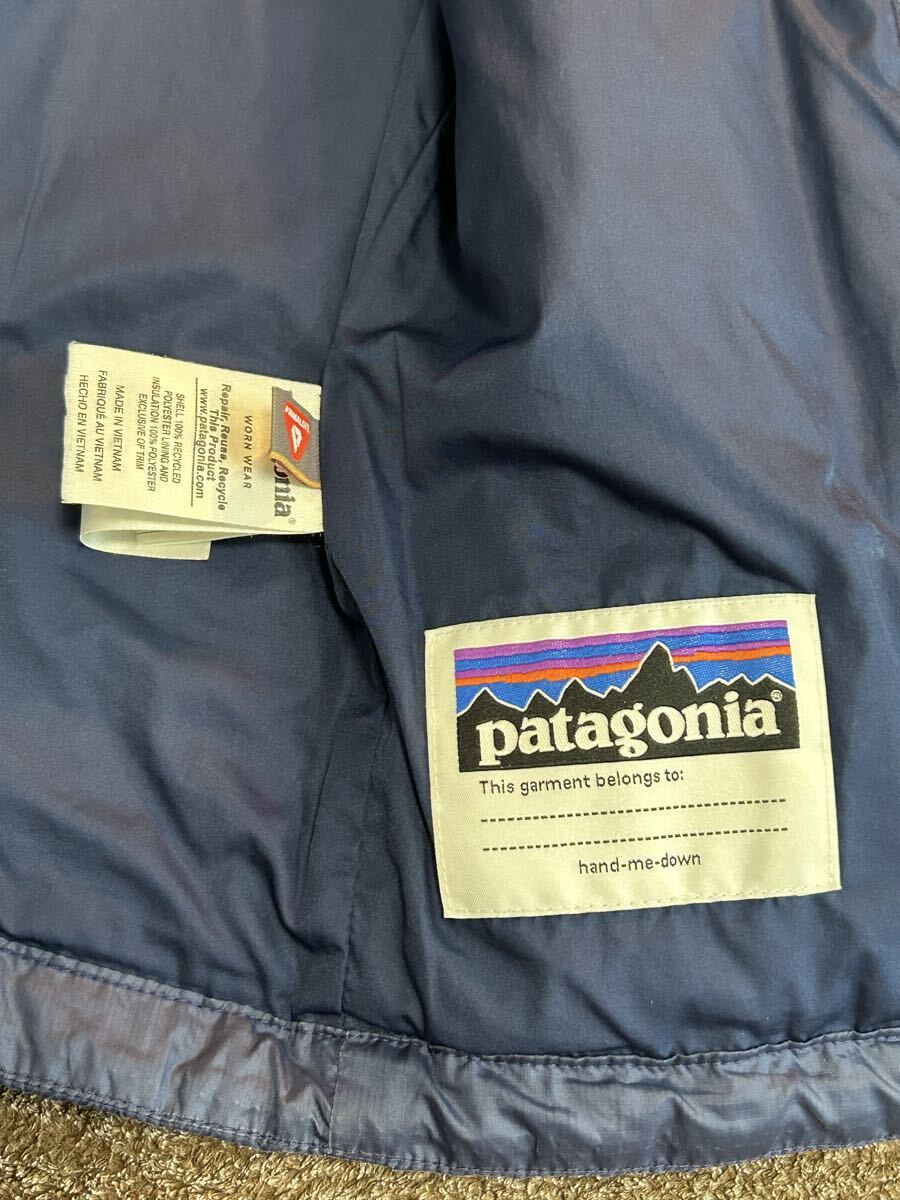 onia®
WORN WEAR
Repair, Reuse, Recycle
This Product
www.patagonia.com
SHELL 100% RECYCLED
POLYESTER LINING AND
INSULATION 100% POLYESTER
EXCLUSIVE OF TRIM
MADE IN VIETNAM
FABRIQUÉ AU VIETNAM
HECHO EN VIETNAM
patagonia®
This garment belongs to:
hand-me-down